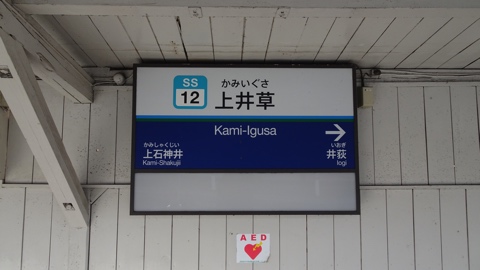 SS
12
かみいぐさ
上井草
Kami-Igusa
かみしゃくじい
上石神井
Kami-Shakujii
いおぎ
井荻
Iogi
AED